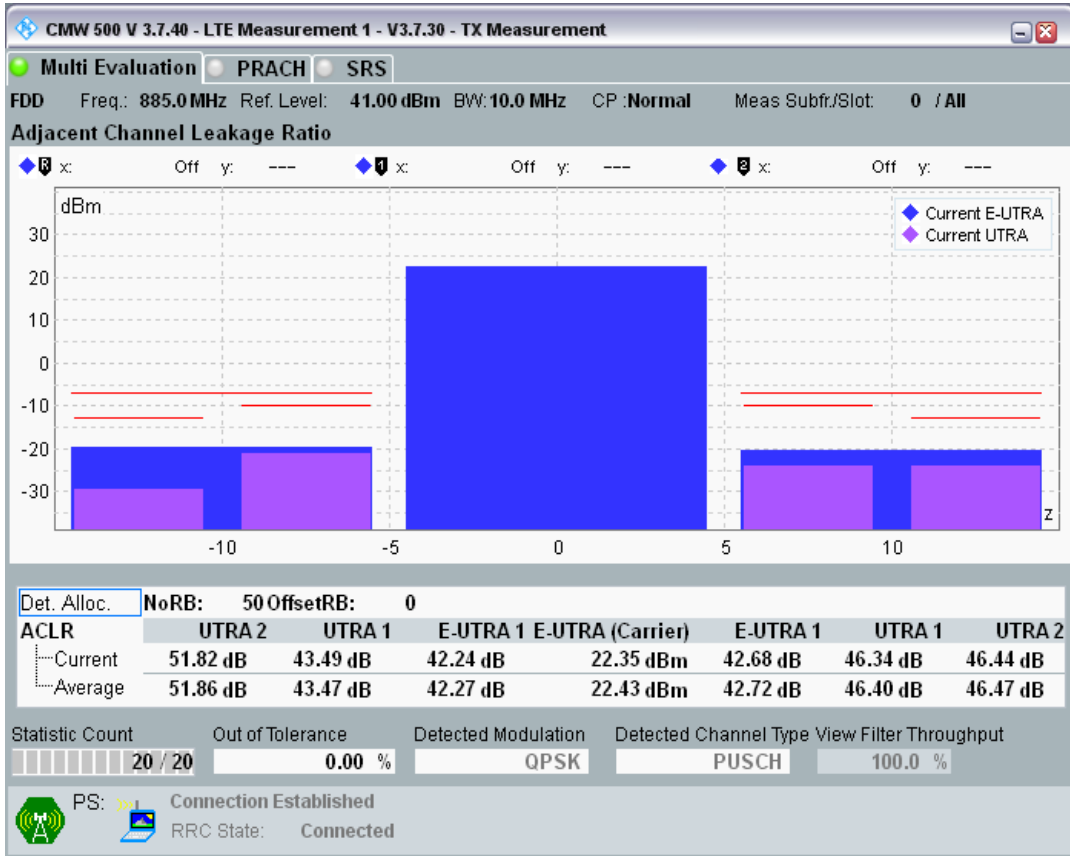 CMW 500 V 3.7.40 - LTE Measurement 1 - V3.7.30 - TX Measurement
Multi Evaluation PRACH SRS
FDD Freq.: 885.0 MHz Ref. Level: 41.00 dBm BW: 10.0 MHz CP :Normal Meas Subfr./Slot: 0 / All
Adjacent Channel Leakage Ratio
R x: Off y: --- 1 x: Off y: --- 2 x: Off y: ---
dBm
Current E-UTRA
Current UTRA
30
20
10
0
-10
-20
-30
z
-10 -5 0 5 10
Det. Alloc. NoRB: 50 OffsetRB: 0
ACLR UTRA 2 UTRA 1 E-UTRA 1 E-UTRA (Carrier) E-UTRA 1 UTRA 1 UTRA 2
Current 51.82 dB 43.49 dB 42.24 dB 22.35 dBm 42.68 dB 46.34 dB 46.44 dB
Average 51.86 dB 43.47 dB 42.27 dB 22.43 dBm 42.72 dB 46.40 dB 46.47 dB
Statistic Count Out of Tolerance Detected Modulation Detected Channel Type View Filter Throughput
20 / 20 0.00 % QPSK PUSCH 100.0 %
PS: Connection Established
RRC State: Connected